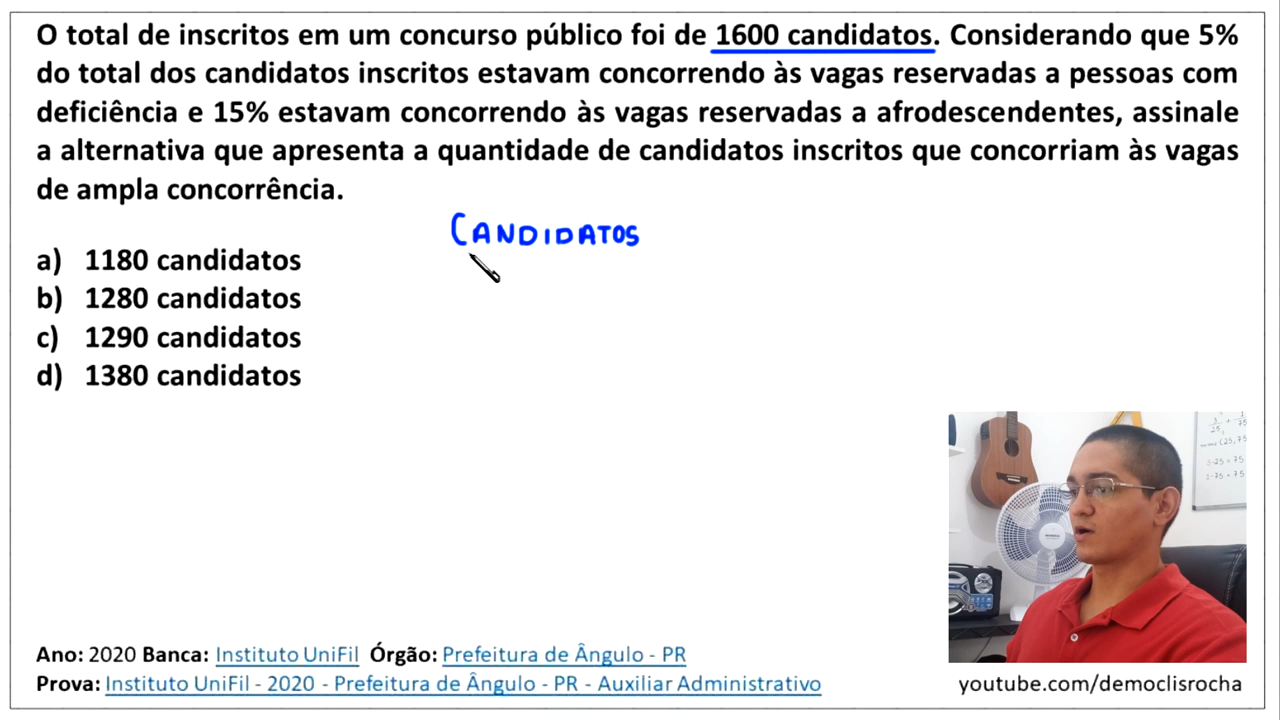 O total de inscritos em um concurso público foi de 1600 candidatos. Considerando que 5%
do total dos candidatos inscritos estavam concorrendo às vagas reservadas a pessoas com
deficiência e 15% estavam concorrendo às vagas reservadas a afrodescendentes, assinale
a alternativa que apresenta a quantidade de candidatos inscritos que concorriam às vagas
de ampla concorrência.
CANDIDATOS
a) 1180 candidatos
b) 1280 candidatos
c) 1290 candidatos
d) 1380 candidatos
Ano: 2020 Banca: Instituto UniFil Órgão: Prefeitura de Ângulo - PR
Prova: Instituto UniFil - 2020 - Prefeitura de Ângulo - PR - Auxiliar Administrativo
youtube.com/democlisrocha